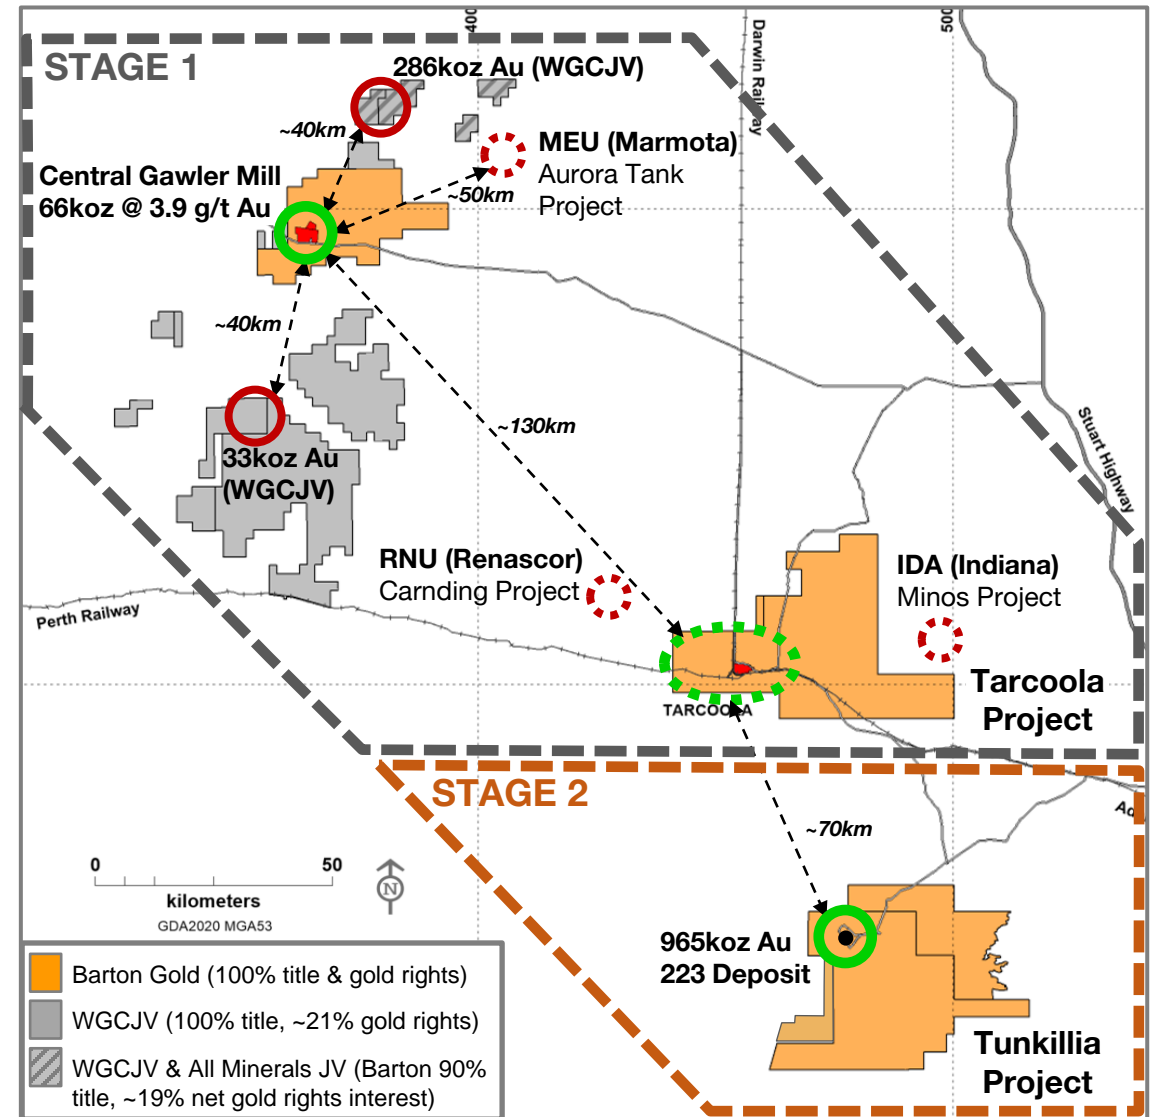 400
500
STAGE 1
286koz Au (WGCJV)
Darwin Railway
~40km
MEU (Marmota)
Aurora Tank
Project
Central Gawler Mill
66koz @ 3.9 g/t Au
~50km
~40km
~130km
Stuart Highway
33koz Au
(WGCJV)
RNU (Renascor)
Carnding Project
IDA (Indiana)
Minos Project
Perth Railway
Tarcoola
Project
TARCOOLA
STAGE 2
Ad
~70km
0 50
kilometers
GDA2020 MGA53
N
965koz Au
223 Deposit
Tunkillia
Project
Barton Gold (100% title & gold rights)
WGCJV (100% title, ~21% gold rights)
WGCJV & All Minerals JV (Barton 90%
title, ~19% net gold rights interest)